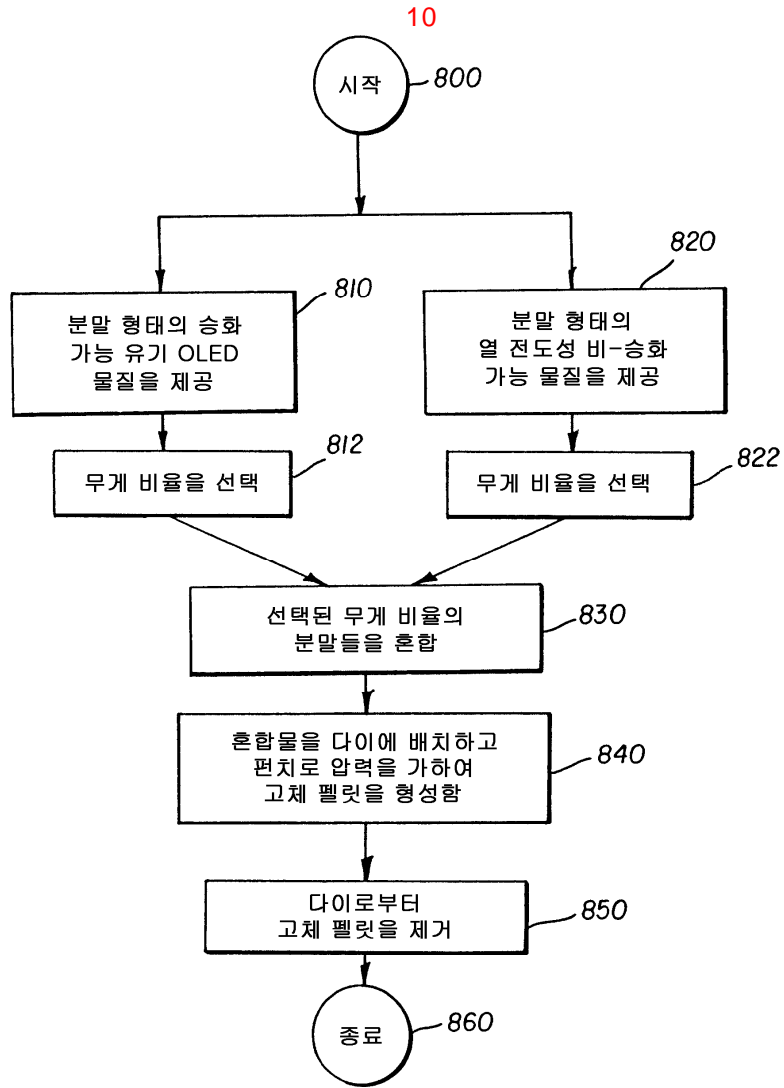 10
시작
800
분말 형태의 승화
가능 유기 OLED
물질을 제공
810
분말 형태의
열 전도성 비-승화
가능 물질을 제공
820
무게 비율을 선택
812
무게 비율을 선택
822
선택된 무게 비율의
분말들을 혼합
830
혼합물을 다이에 배치하고
펀치로 압력을 가하여
고체 펠릿을 형성함
840
다이로부터
고체 펠릿을 제거
850
종료
860